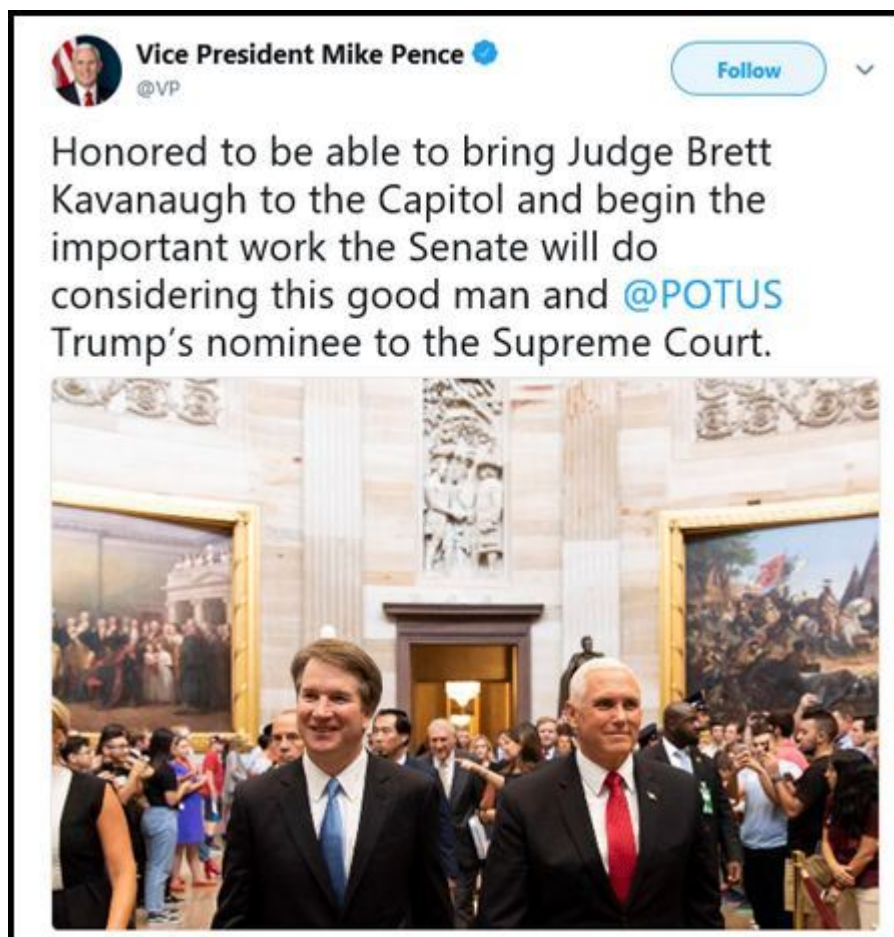 Vice President Mike Pence
@VP
Follow
Honored to be able to bring Judge Brett
Kavanaugh to the Capitol and begin the
important work the Senate will do
considering this good man and @POTUS
Trump’s nominee to the Supreme Court.